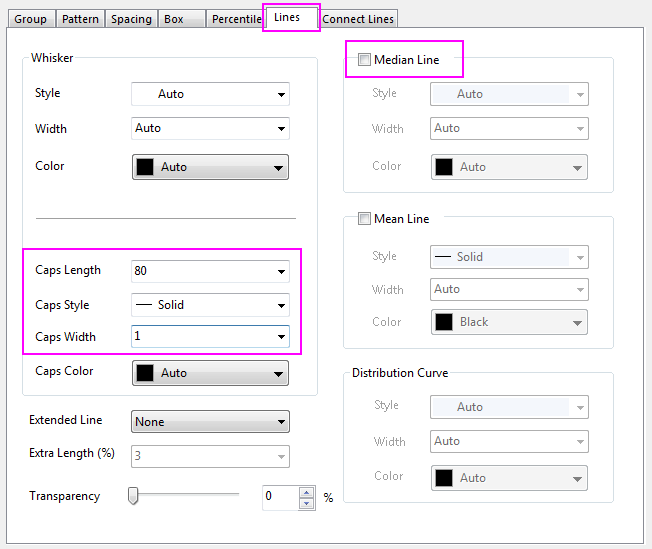 Group Pattern Spacing Box Percentile Lines Connect Lines
Whisker
Style Auto
Width Auto
Color Auto
Caps Length 80
Caps Style Solid
Caps Width 1
Caps Color Auto
Extended Line None
Extra Length (%) 3
Transparency 0 %
Median Line
Style Auto
Width Auto
Color Auto
Mean Line
Style Solid
Width Auto
Color Black
Distribution Curve
Style Auto
Width Auto
Color Auto